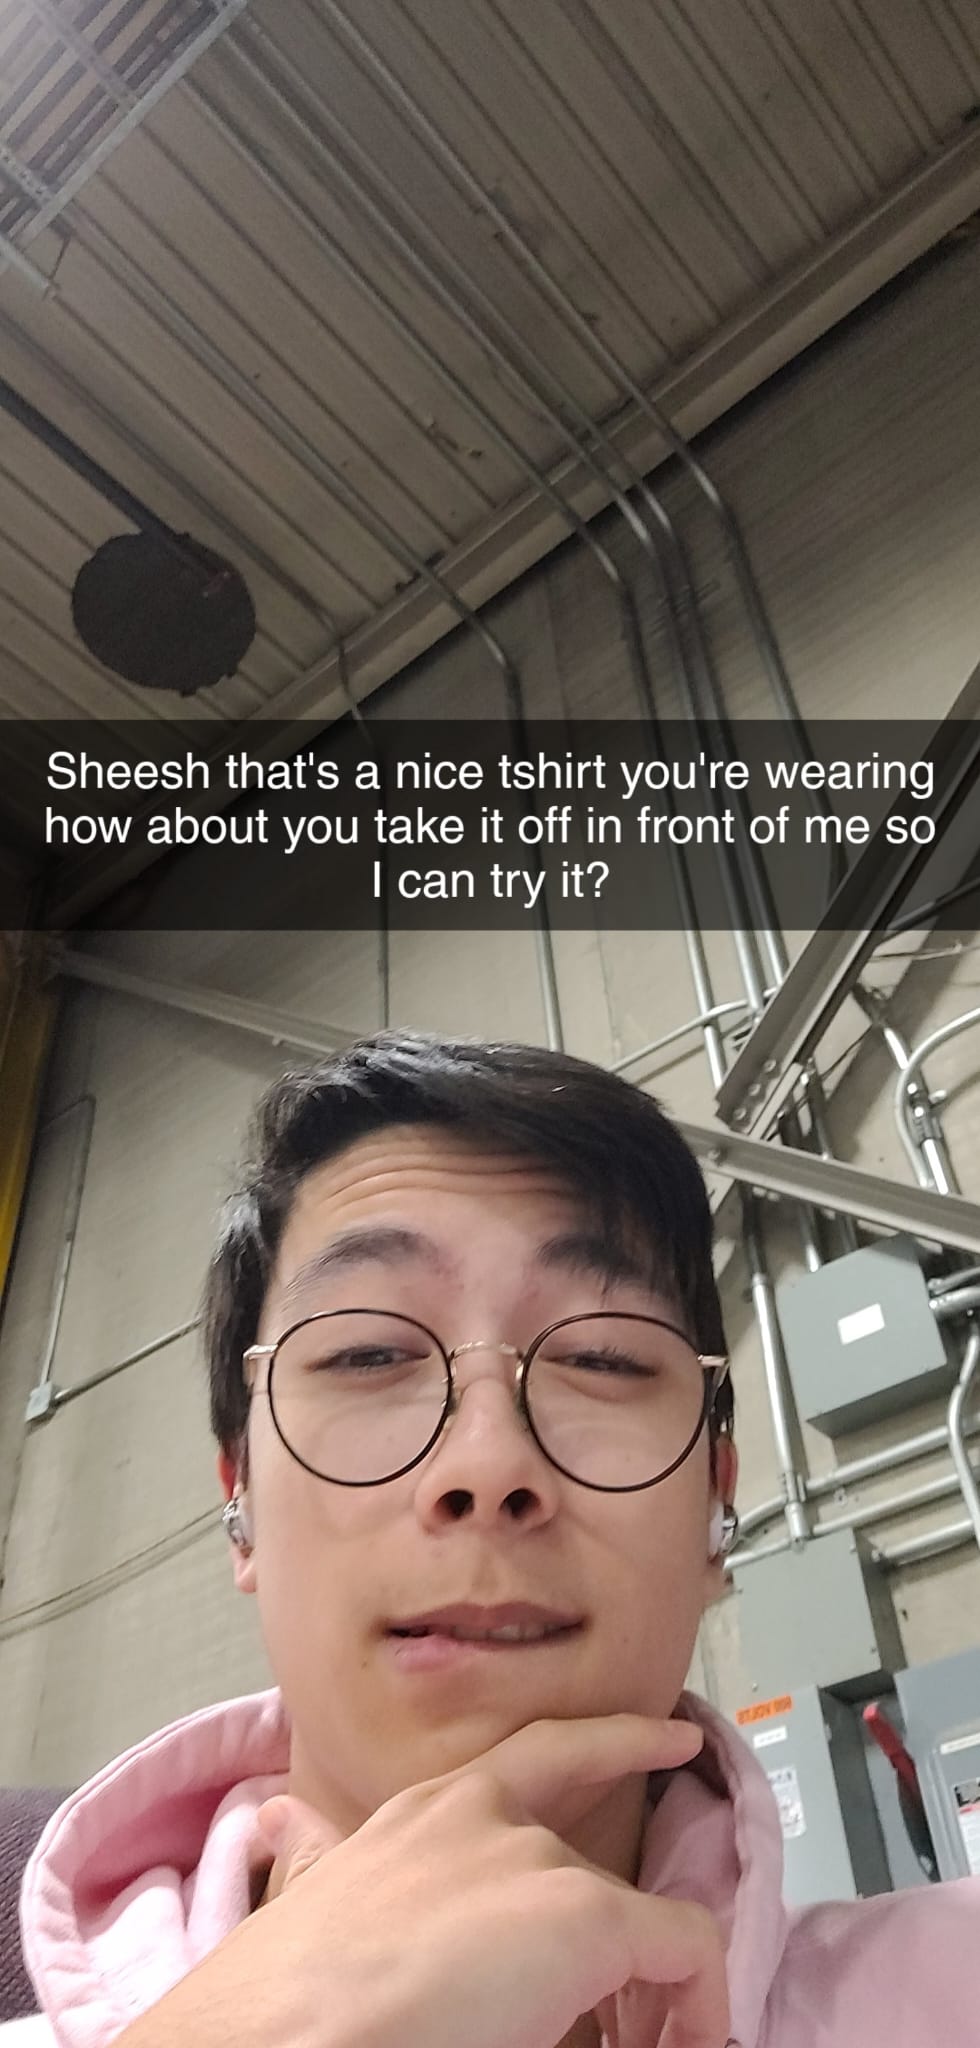 Sheesh that's a nice tshirt you're wearing
how about you take it off in front of me so
I can try it?